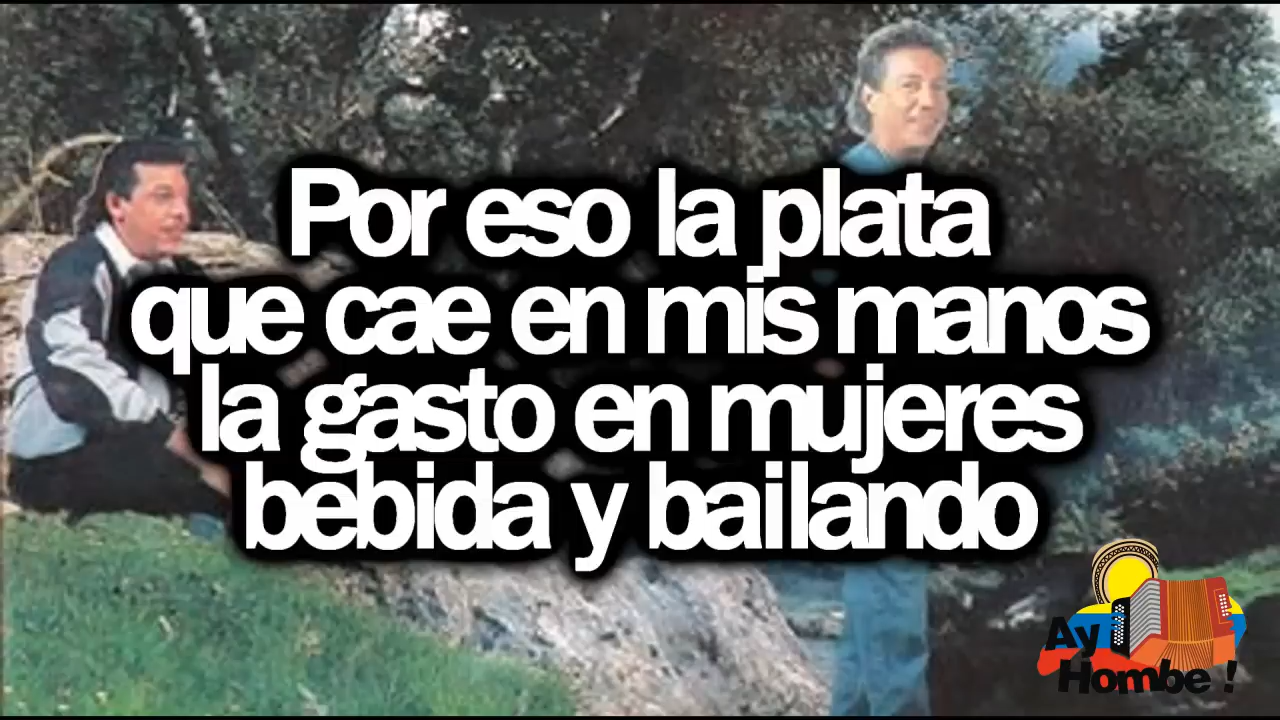 Por eso la plata
que cae en mis manos
la gasto en mujeres
bebida y bailando
Ay
Hombe !